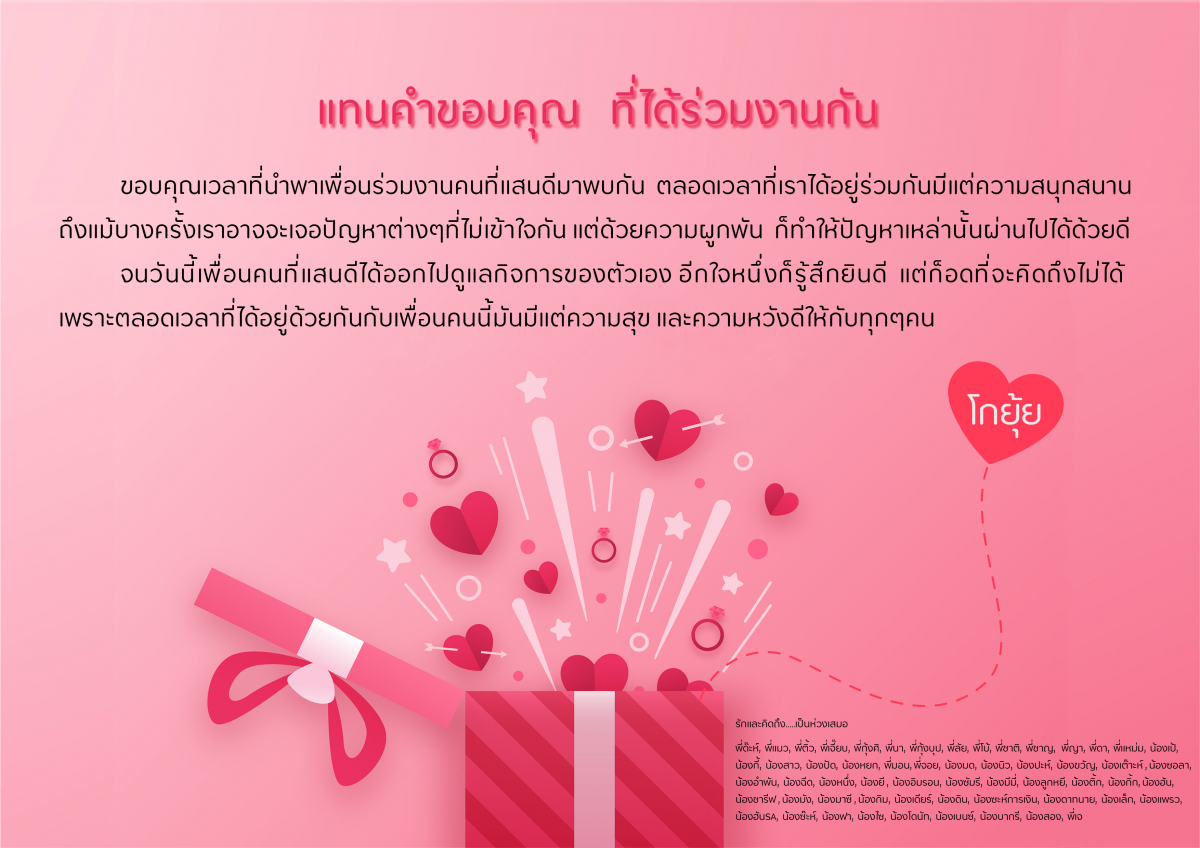 แทนคำขอบคุณ ที่ได้ร่วมงานกัน
ขอบคุณเวลาที่นำพาเพื่อนร่วมงานคนที่แสนดีมาพบกัน ตลอดเวลาที่เราได้อยู่ร่วมกันมีแต่ความสนุกสนาน
ถึงแม้บางครั้งเราอาจจะเจอปัญหาต่างๆที่ไม่เข้าใจกัน แต่ด้วยความผูกพัน ก็ทำให้ปัญหาเหล่านั้นผ่านไปได้ด้วยดี
จนวันนี้เพื่อนคนที่แสนดีได้ออกไปดูแลกิจการของตัวเอง อีกใจหนึ่งก็รู้สึกยินดี แต่ก็อดที่จะคิดถึงไม่ได้
เพราะตลอดเวลาที่ได้อยู่ด้วยกันกับเพื่อนคนนี้มันมีแต่ความสุข และความหวังดีให้กับทุกๆคน
โกยุ้ย
รักและคิดถึง.....เป็นห่วงเสมอ
พี่ด๊ะห์, พี่แมว, พี่ติ๋ว, พี่เจี๊ยบ, พี่กุ้งศิ, พี่นา, พี่กุ้งบุป, พี่ลัย, พี่โบ้, พี่ชาติ, พี่ชาญ, พี่ญา, พี่ดา, พี่แหม่ม, น้องเป้,
น้องกี้, น้องสาว, น้องปัด, น้องหยก, พี่มอน, พี่จอย, น้องมด, น้องนิว, น้องปะห์, น้องขวัญ, น้องเต๊าะห์, น้องซอลา,
น้องอำพัน, น้องฉีด, น้องหนึ่ง, น้องยี, น้องอิบรอน, น้องซัมรี, น้องมีมี่, น้องลูกหยี, น้องติ้ก, น้องกิ๊ก, น้องฮัน,
น้องซารีฟ, น้องมัง, น้องมาซี, น้องกิม, น้องเดียร์, น้องดิน, น้องซะห์การเงิน, น้องดาทนาย, น้องเล็ก, น้องแพรว,
น้องฮันRA, น้องซ๊ะห์, น้องฟา, น้องไซ, น้องโดนัท, น้องเบนซ์, น้องบากรี, น้องสอง, พี่เจ